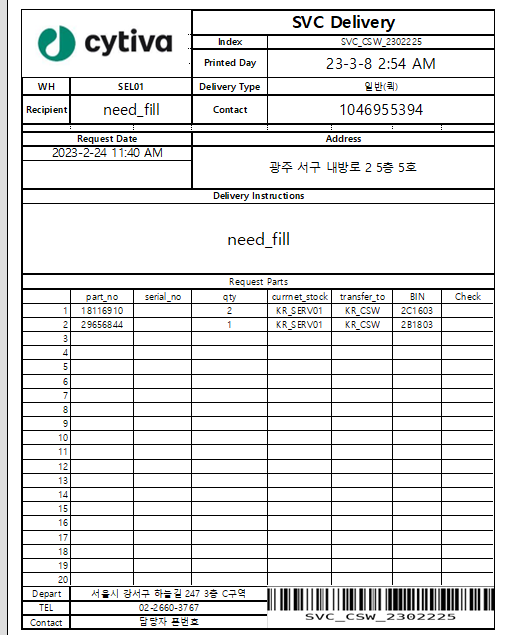 cytiva
SVC Delivery
Index SVC_CSW_2302225
Printed Day 23-3-8 2:54 AM
WH SEL01 Delivery Type 일반(퀵)
Recipient need_fill Contact 1046955394
Request Date Address
2023-2-24 11:40 AM
광주 서구 내방로 2 5층 5호
Delivery Instructions
need_fill
Request Parts
part_no serial_no qty currnet_stock transfer_to BIN Check
1 18116910 2 KR_SERV01 KR_CSW 2C1603
2 29656844 1 KR_SERV01 KR_CSW 2B1803
3
4
5
6
7
8
9
10
11
12
13
14
15
16
17
18
19
20
Depart 서울시 강서구 하늘길 247 3층 C구역
TEL 02-2660-3767
SVC_CSW_2302225
Contact 담당자 폰번호